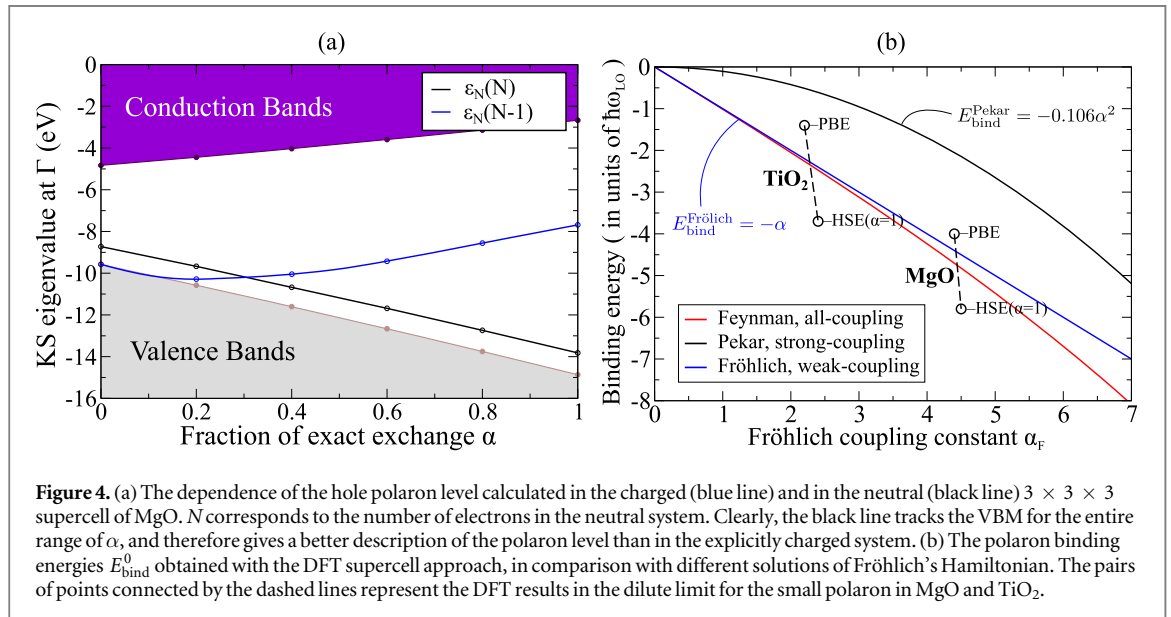 (a)
(b)
0
-2
-4
-6
-8
-10
-12
-14
-16
KS eigenvalue at Γ (eV)
Conduction Bands
ε_N(N)
ε_N(N-1)
Valence Bands
0 0.2 0.4 0.6 0.8 1
Fraction of exact exchange α
0
-1
-2
-3
-4
-5
-6
-7
-8
Binding energy ( in units of ℏω_LO)
E_bind^Pekar = −0.106α²
PBE
TiO₂
E_bind^Frölich = −α
HSE(α=1)
PBE
MgO
HSE(α=1)
Feynman, all-coupling
Pekar, strong-coupling
Fröhlich, weak-coupling
0 1 2 3 4 5 6 7
Fröhlich coupling constant α_F
Figure 4. (a) The dependence of the hole polaron level calculated in the charged (blue line) and in the neutral (black line) 3 × 3 × 3
supercell of MgO. N corresponds to the number of electrons in the neutral system. Clearly, the black line tracks the VBM for the entire
range of α, and therefore gives a better description of the polaron level than in the explicitly charged system. (b) The polaron binding
energies E⁰_bind obtained with the DFT supercell approach, in comparison with different solutions of Fröhlich's Hamiltonian. The pairs
of points connected by the dashed lines represent the DFT results in the dilute limit for the small polaron in MgO and TiO₂.